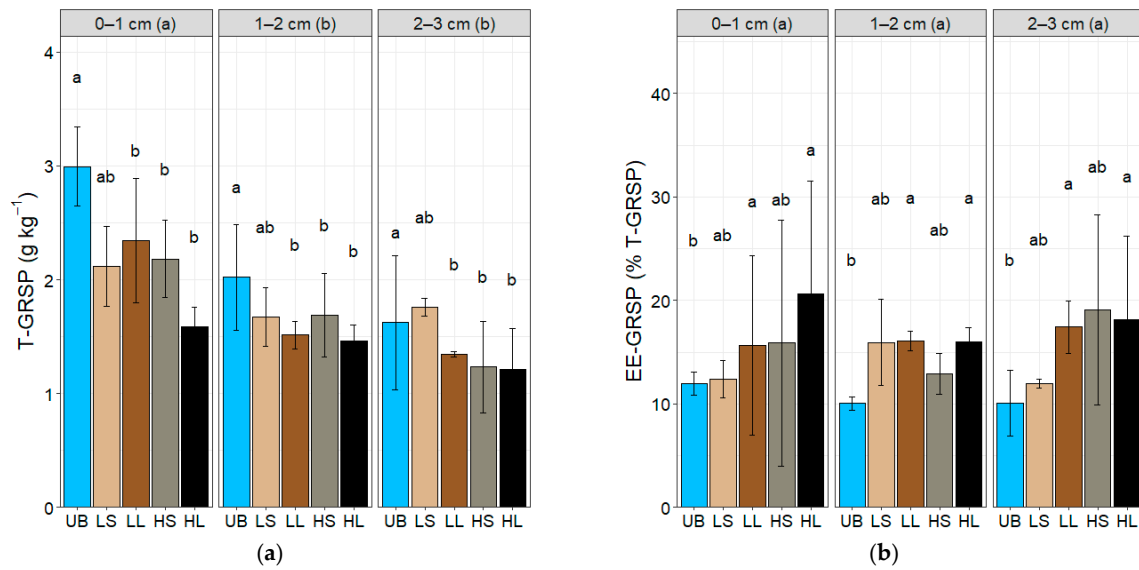 0–1 cm (a) 1–2 cm (b) 2–3 cm (b)
T-GRSP (g kg⁻¹)
4
3
2
1
0
a ab b b b
a ab b b b
a ab b b b
UB LS LL HS HL UB LS LL HS HL UB LS LL HS HL
(a)
0–1 cm (a) 1–2 cm (a) 2–3 cm (a)
EE-GRSP (% T-GRSP)
40
30
20
10
0
b ab a ab a
b ab a ab a
b ab a ab a
UB LS LL HS HL UB LS LL HS HL UB LS LL HS HL
(b)